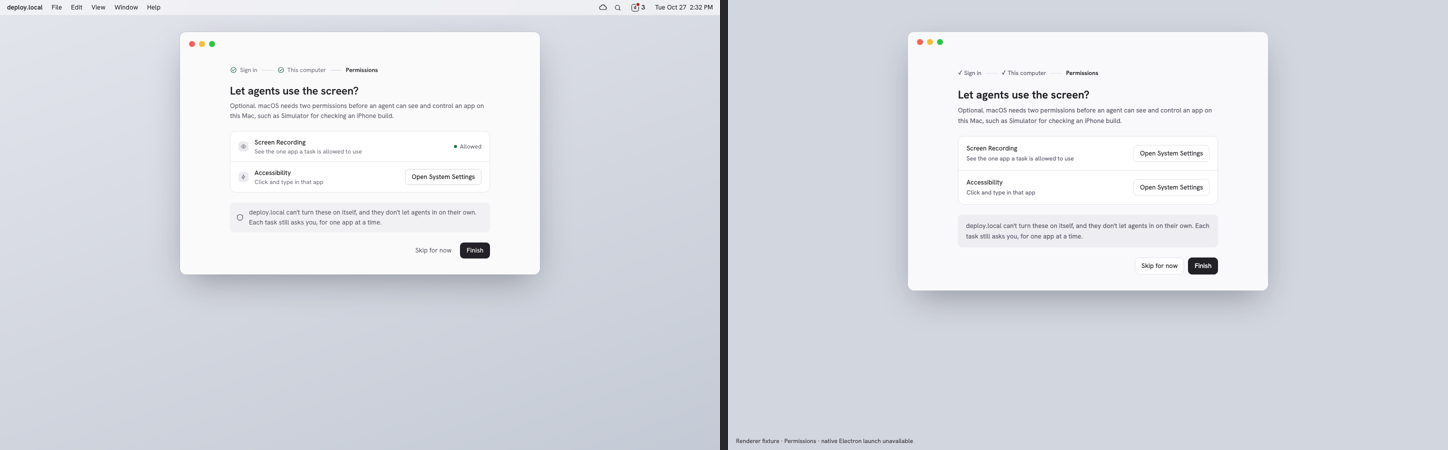 deploy.local File Edit View Window Help 3 Tue Oct 27 2:32 PM
Sign in This computer Permissions
Let agents use the screen?
Optional. macOS needs two permissions before an agent can see and control an app on
this Mac, such as Simulator for checking an iPhone build.
Screen Recording
See the one app a task is allowed to use
Allowed
Accessibility
Click and type in that app
Open System Settings
deploy.local can't turn these on itself, and they don't let agents in on their own.
Each task still asks you, for one app at a time.
Skip for now Finish
✓ Sign in ✓ This computer Permissions
Let agents use the screen?
Optional. macOS needs two permissions before an agent can see and control an app on
this Mac, such as Simulator for checking an iPhone build.
Screen Recording
See the one app a task is allowed to use
Open System Settings
Accessibility
Click and type in that app
Open System Settings
deploy.local can't turn these on itself, and they don't let agents in on their own. Each
task still asks you, for one app at a time.
Skip for now Finish
Renderer fixture · Permissions · native Electron launch unavailable